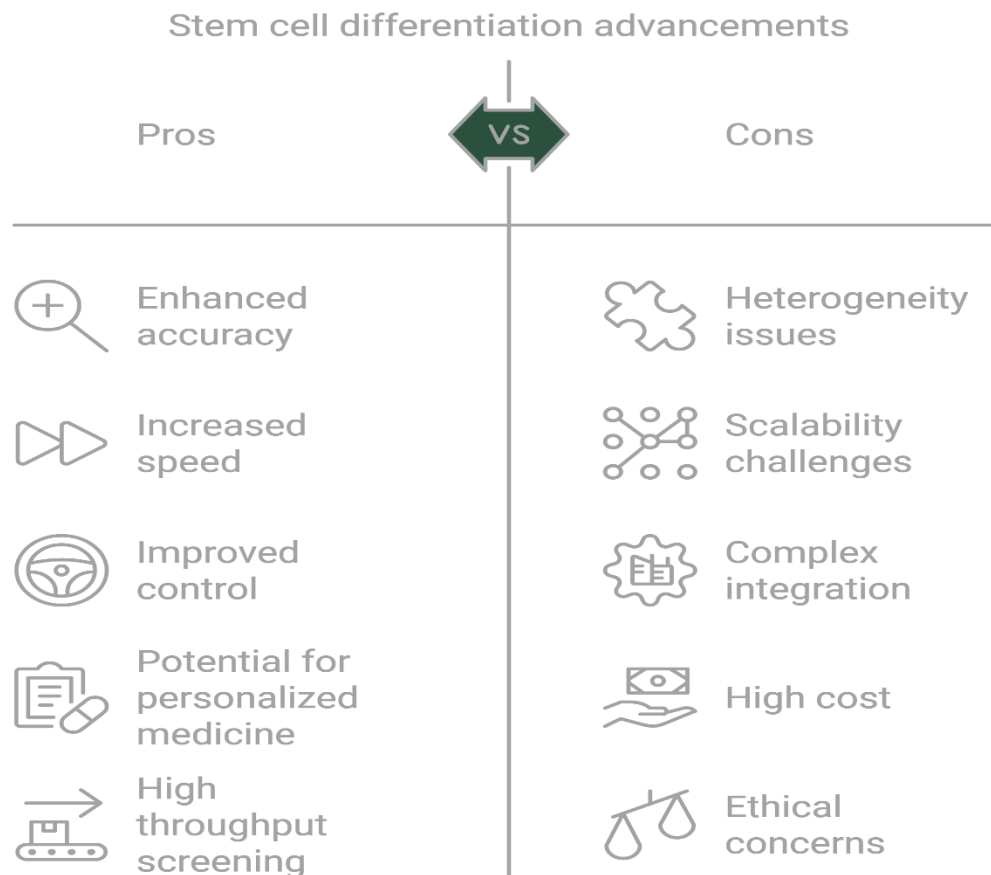 Stem cell differentiation advancements
Pros
VS
Cons
Enhanced
accuracy
Increased
speed
Improved
control
Potential for
personalized
medicine
High
throughput
screening
Heterogeneity
issues
Scalability
challenges
Complex
integration
High cost
Ethical
concerns